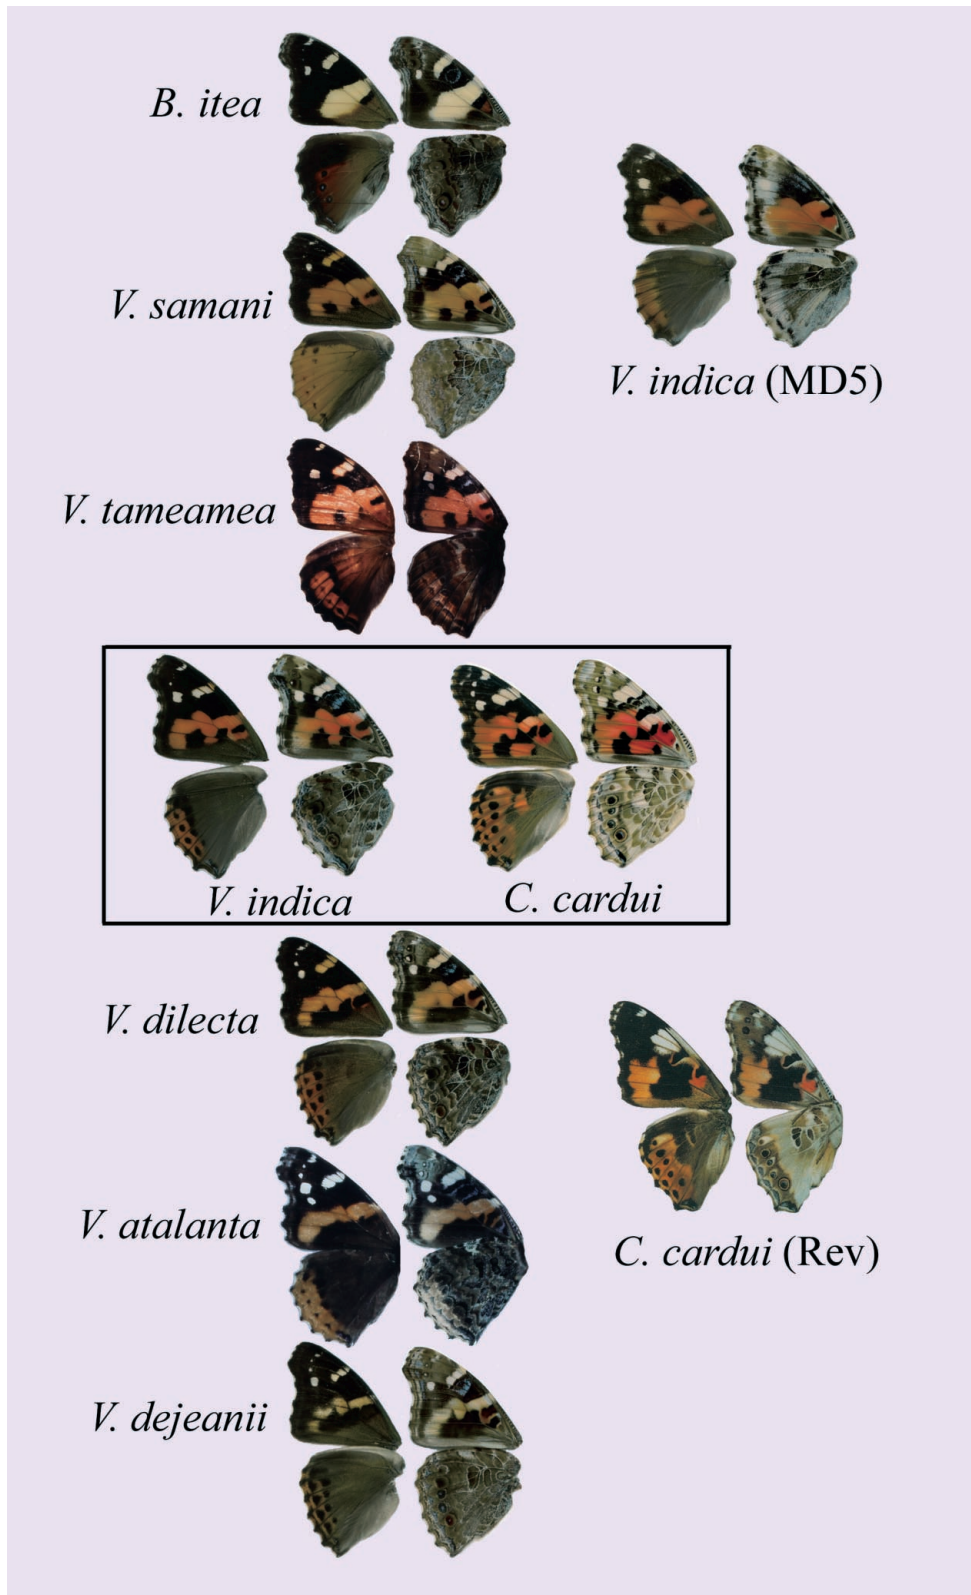 B. itea
V. samani
V. indica (MD5)
V. tameamea
V. indica
C. cardui
V. dilecta
V. atalanta
C. cardui (Rev)
V. dejeanii